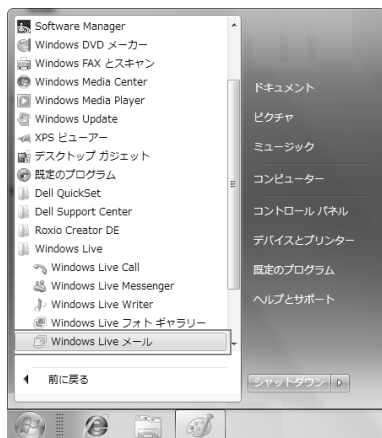 Software Manager
Windows DVD メーカー
Windows FAX とスキャン
Windows Media Center
Windows Media Player
Windows Update
XPS ビューアー
デスクトップ ガジェット
既定のプログラム
Dell QuickSet
Dell Support Center
Roxio Creator DE
Windows Live
Windows Live Call
Windows Live Messenger
Windows Live Writer
Windows Live フォト ギャラリー
Windows Live メール
前に戻る
ドキュメント
ピクチャ
ミュージック
コンピューター
コントロール パネル
デバイスとプリンター
既定のプログラム
ヘルプとサポート
シャットダウン